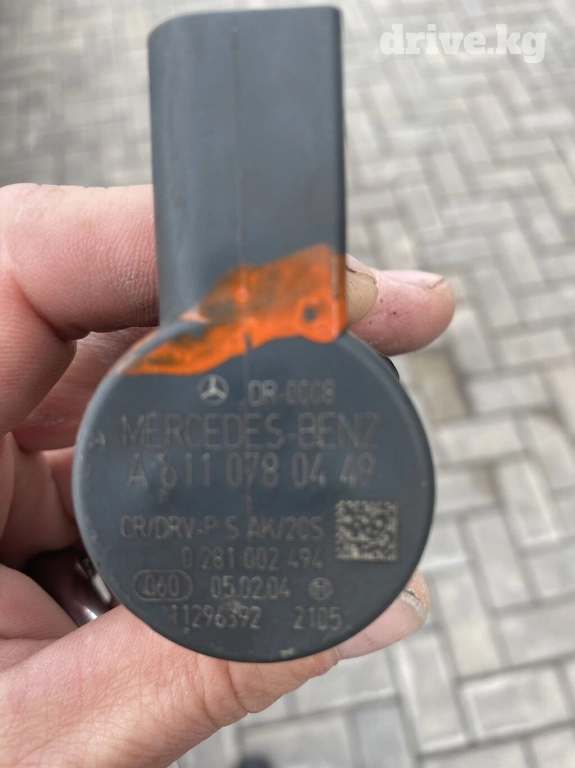 drive.kg
DR-0008
MERCEDES-BENZ
A 611 078 04 49
CR/DRV-P S AK/20S
0 281 002 494
060 05.02.04
11296392 2105